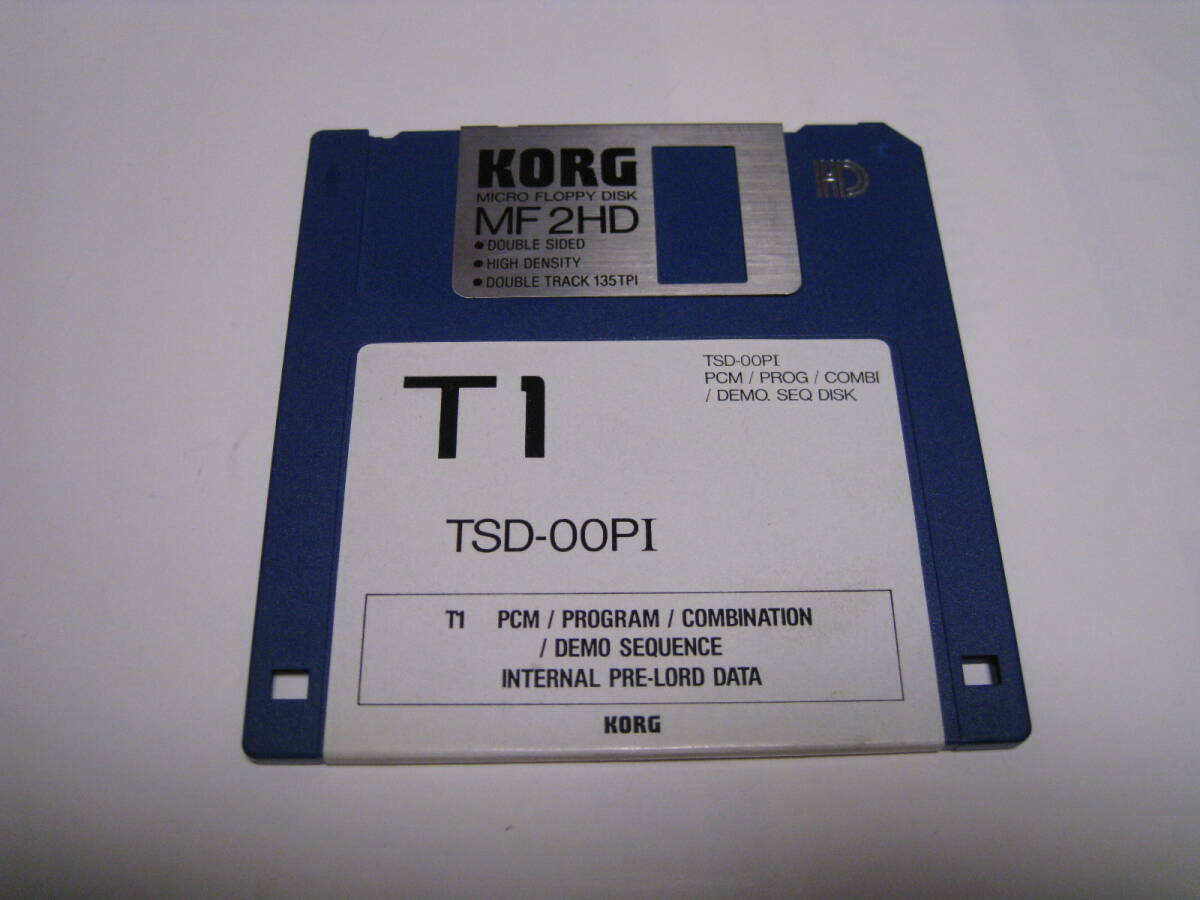 KORG
MICRO FLOPPY DISK
MF 2HD
• DOUBLE SIDED
• HIGH DENSITY
• DOUBLE TRACK 135TPI
HD
T1
TSD-00PI
PCM / PROG / COMBI
/ DEMO. SEQ DISK
TSD-00PI
T1 PCM / PROGRAM / COMBINATION
/ DEMO SEQUENCE
INTERNAL PRE-LORD DATA
KORG